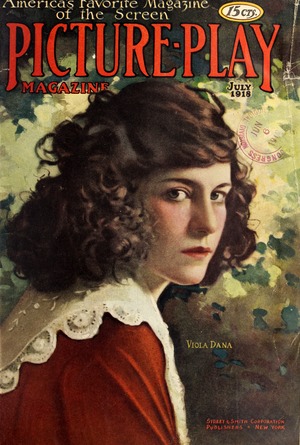 America's Favorite Magazine
of the Screen
15 CTS.
PICTURE-PLAY
MAGAZINE
JULY
1918
VIOLA DANA
STREET & SMITH CORPORATION
PUBLISHERS • NEW YORK